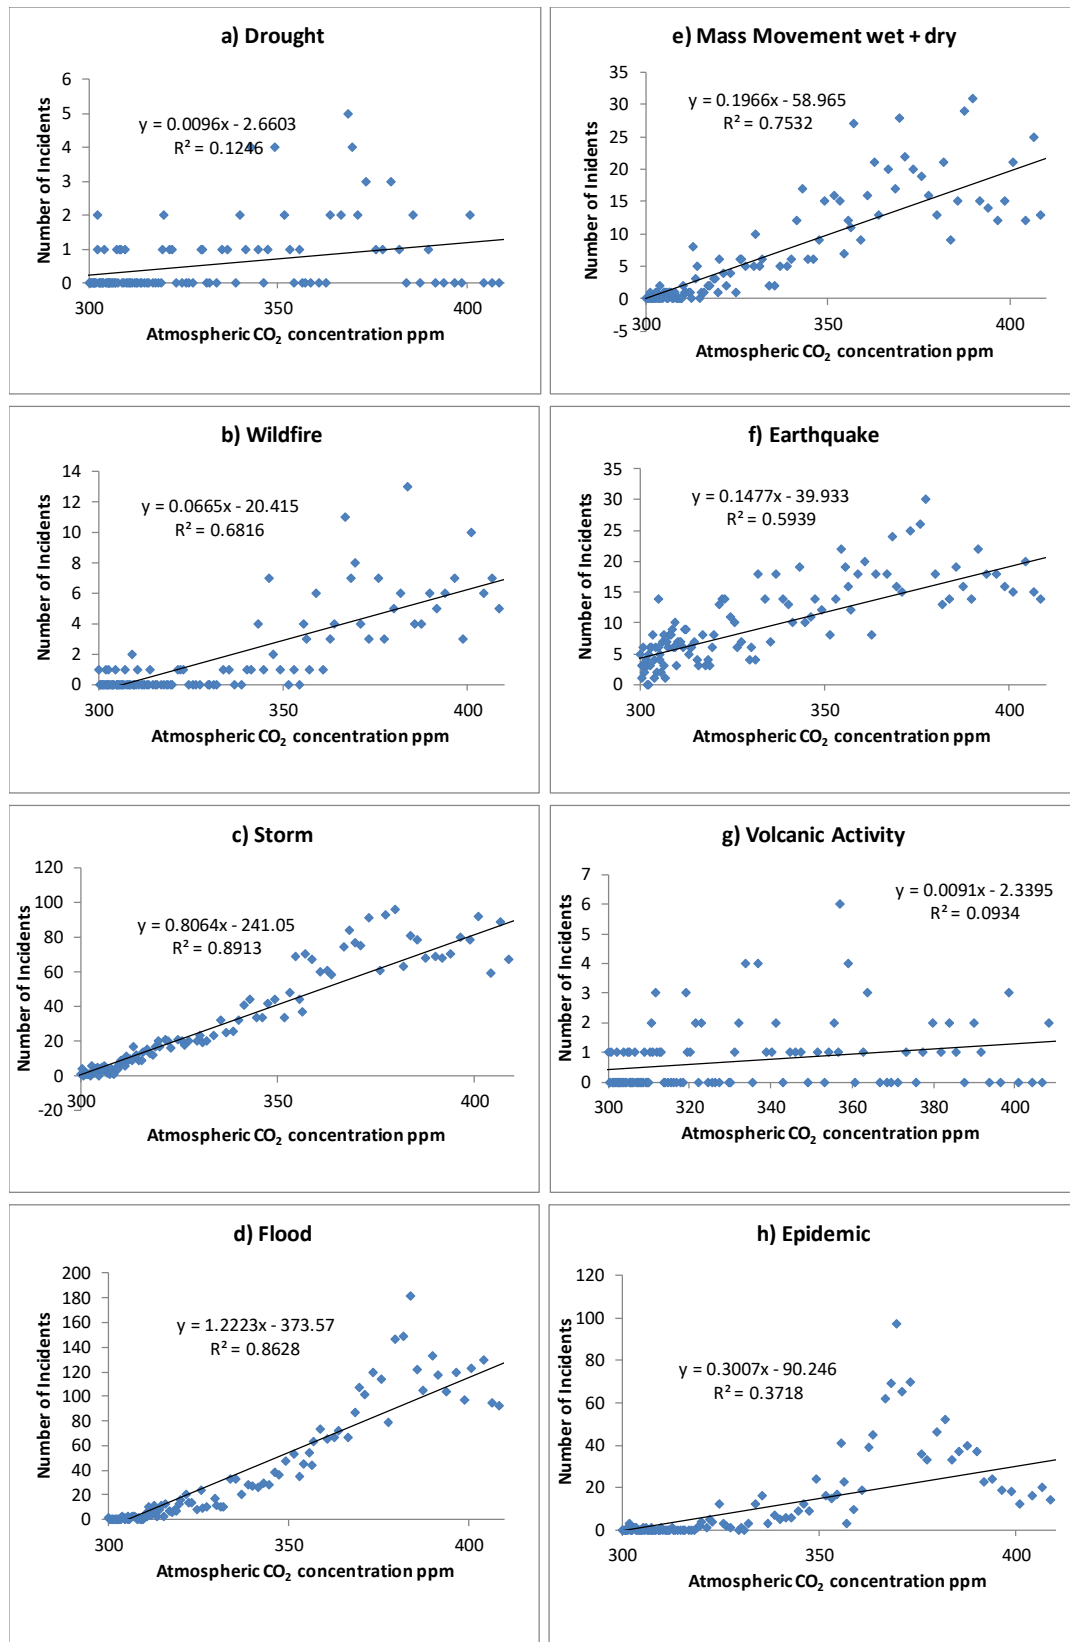 a) Drought
6
5
4
3
2
1
0
y = 0.0096x - 2.6603
R² = 0.1246
Number of Incidents
300
350
400
Atmospheric CO₂ concentration ppm
e) Mass Movement wet + dry
35
30
25
20
15
10
5
0
-5
y = 0.1966x - 58.965
R² = 0.7532
Number of Inidents
300
350
400
Atmospheric CO₂ concentration ppm
b) Wildfire
14
12
10
8
6
4
2
0
y = 0.0665x - 20.415
R² = 0.6816
Number of Incidents
300
350
400
Atmospheric CO₂ concentration ppm
f) Earthquake
35
30
25
20
15
10
5
0
y = 0.1477x - 39.933
R² = 0.5939
Number of Incidents
300
350
400
Atmospheric CO₂ concentration ppm
c) Storm
120
100
80
60
40
20
0
-20
y = 0.8064x - 241.05
R² = 0.8913
Number of Incidents
300
350
400
Atmospheric CO₂ concentration ppm
g) Volcanic Activity
7
6
5
4
3
2
1
0
y = 0.0091x - 2.3395
R² = 0.0934
Number of Incidents
300
320
340
360
380
400
Atmospheric CO₂ concentration ppm
d) Flood
200
180
160
140
120
100
80
60
40
20
0
y = 1.2223x - 373.57
R² = 0.8628
Number of Incidents
300
350
400
Atmospheric CO₂ concentration ppm
h) Epidemic
120
100
80
60
40
20
0
y = 0.3007x - 90.246
R² = 0.3718
Number of Incidents
300
350
400
Atmospheric CO₂ concentration ppm